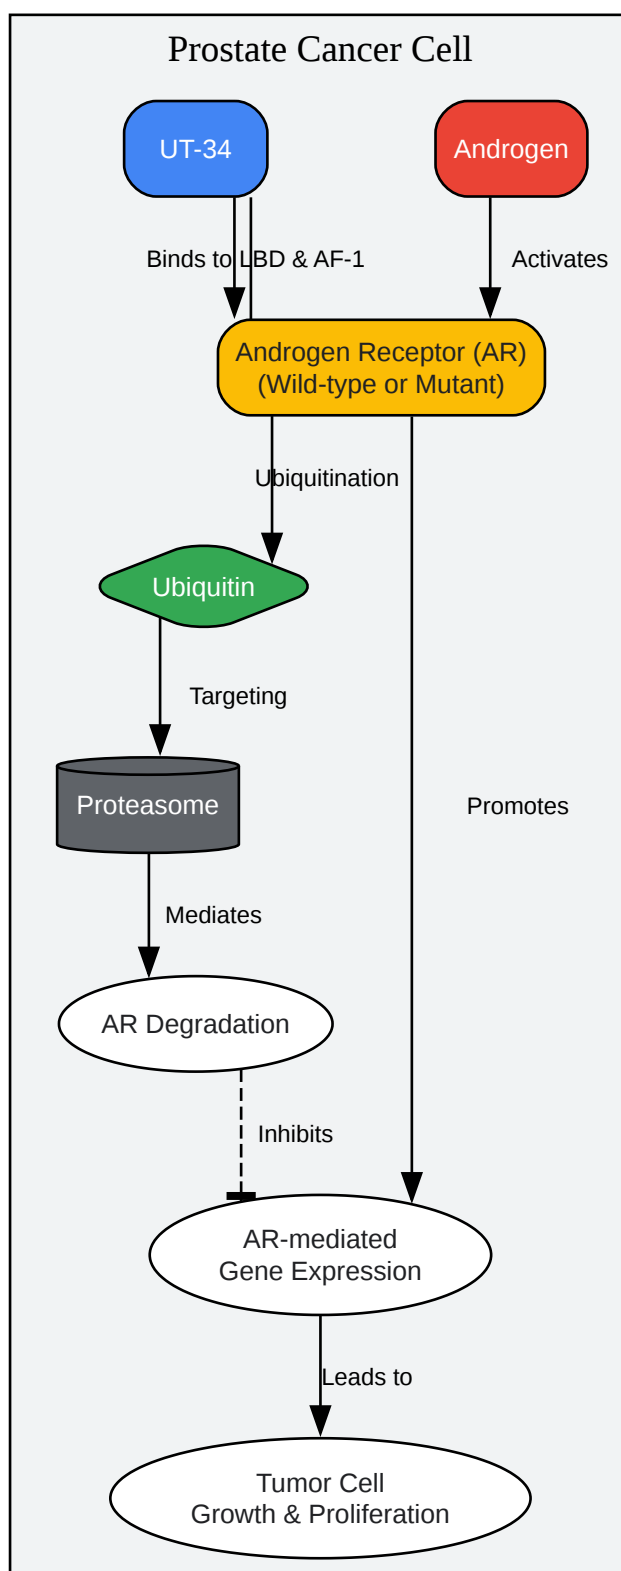 Prostate Cancer Cell
UT-34
Androgen
Binds to LBD & AF-1
Activates
Androgen Receptor (AR)
(Wild-type or Mutant)
Ubiquitination
Ubiquitin
Targeting
Proteasome
Promotes
Mediates
AR Degradation
Inhibits
AR-mediated
Gene Expression
Leads to
Tumor Cell
Growth & Proliferation